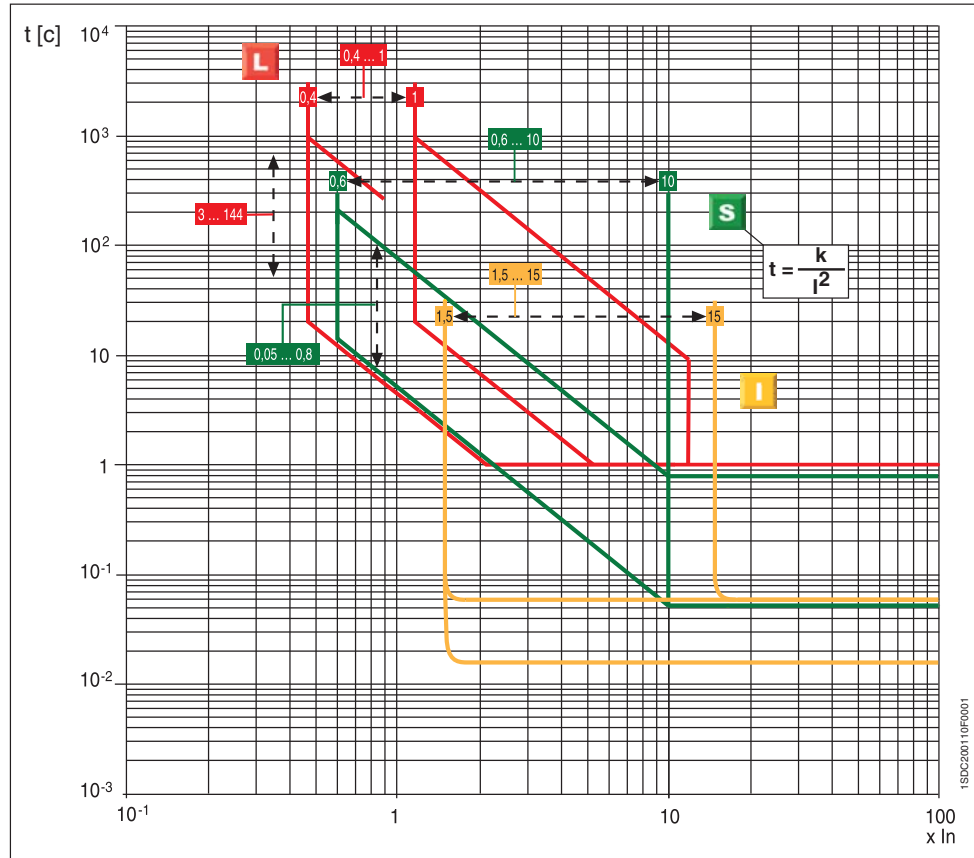 t [c]
10⁴
L
0,4 ... 1
0,4
1
10³
0,6 ... 10
0,6
10
3 ... 144
S
t = k / I²
10²
1,5 ... 15
1,5
15
0,05 ... 0,8
10
I
1
10⁻¹
10⁻²
10⁻³
10⁻¹
1
10
100
x In
1SDC200110F0001